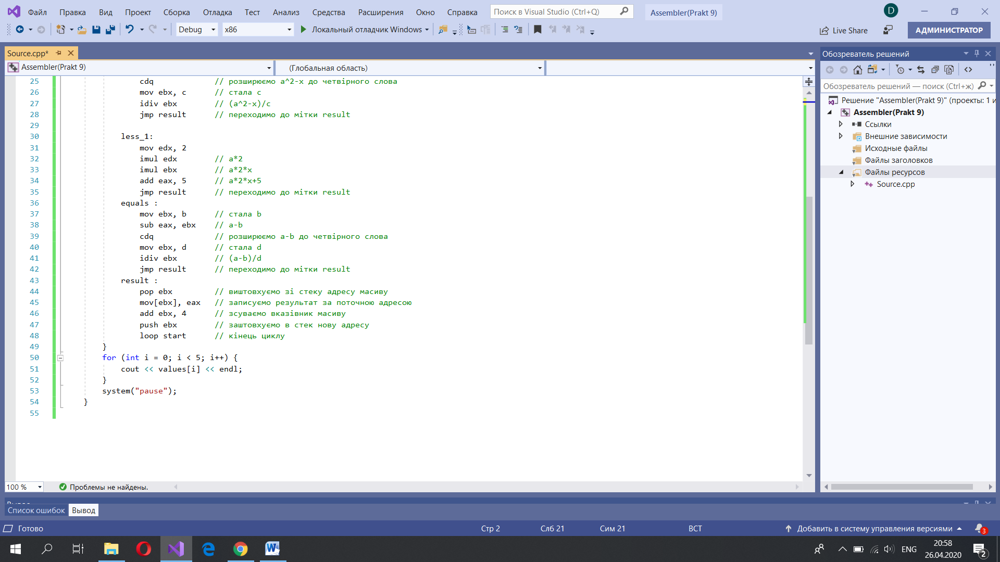 Файл Правка Вид Проект Сборка Отладка Тест Анализ Средства Расширения Окно Справка Поиск в Visual Studio (Ctrl+Q) Assembler(Prakt 9) D
Debug x86 Локальный отладчик Windows Live Share АДМИНИСТРАТОР
Source.cpp*
Assembler(Prakt 9) (Глобальная область)
25 cdq // розширюємо a^2-x до четвірного слова
26 mov ebx, c // стала c
27 idiv ebx // (a^2-x)/c
28 jmp result // переходимо до мітки result
29
30 less_1:
31 mov edx, 2
32 imul edx // a*2
33 imul ebx // a*2*x
34 add eax, 5 // a*2*x+5
35 jmp result // переходимо до мітки result
36 equals :
37 mov ebx, b // стала b
38 sub eax, ebx // a-b
39 cdq // розширюємо a-b до четвірного слова
40 mov ebx, d // стала d
41 idiv ebx // (a-b)/d
42 jmp result // переходимо до мітки result
43 result :
44 pop ebx // виштовхуємо зі стеку адресу масиву
45 mov[ebx], eax // записуємо результат за поточною адресою
46 add ebx, 4 // зсуваємо вказівник масиву
47 push ebx // заштовхуємо в стек нову адресу
48 loop start // кінець циклу
49 }
50 for (int i = 0; i < 5; i++) {
51 cout << values[i] << endl;
52 }
53 system("pause");
54 }
55
100 % Проблемы не найдены.
Обозреватель решений
Обозреватель решений — поиск (Ctrl+ж)
Решение "Assembler(Prakt 9)" (проекты: 1 и
Assembler(Prakt 9)
Ссылки
Внешние зависимости
Исходные файлы
Файлы заголовков
Файлы ресурсов
Source.cpp
Вывод
Список ошибок Вывод
Готово Стр 2 Слб 21 Сим 21 ВСТ Добавить в систему управления версиями 3
ENG 20:58
26.04.2020 2